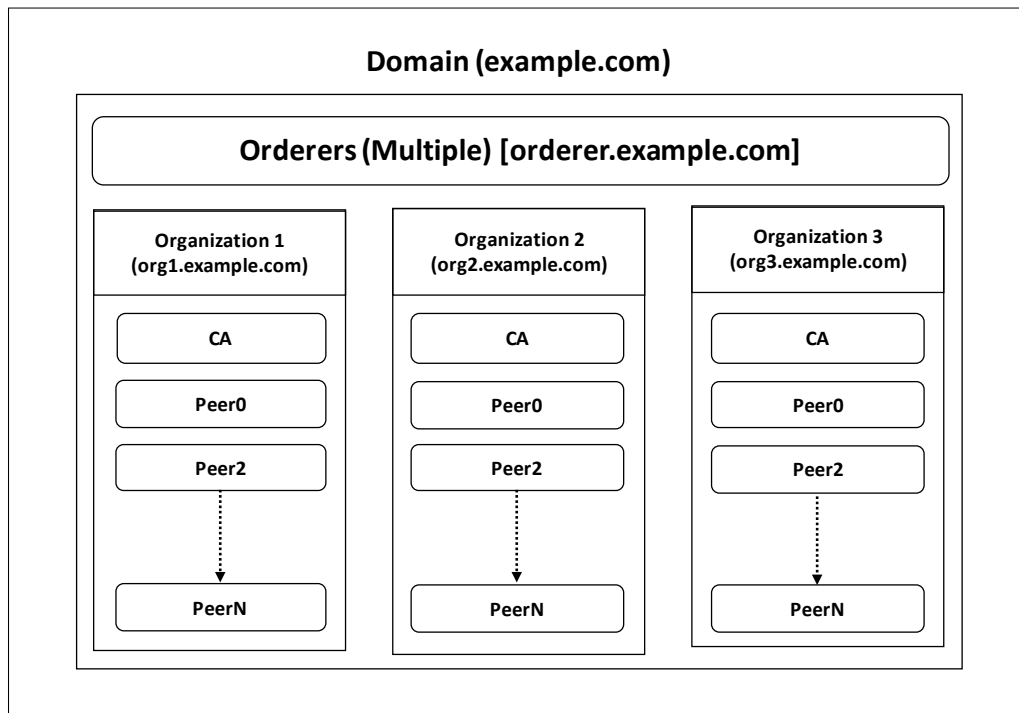 Domain (example.com)
Orderers (Multiple) [orderer.example.com]
Organization 1
(org1.example.com)
CA
Peer0
Peer2
PeerN
Organization 2
(org2.example.com)
CA
Peer0
Peer2
PeerN
Organization 3
(org3.example.com)
CA
Peer0
Peer2
PeerN